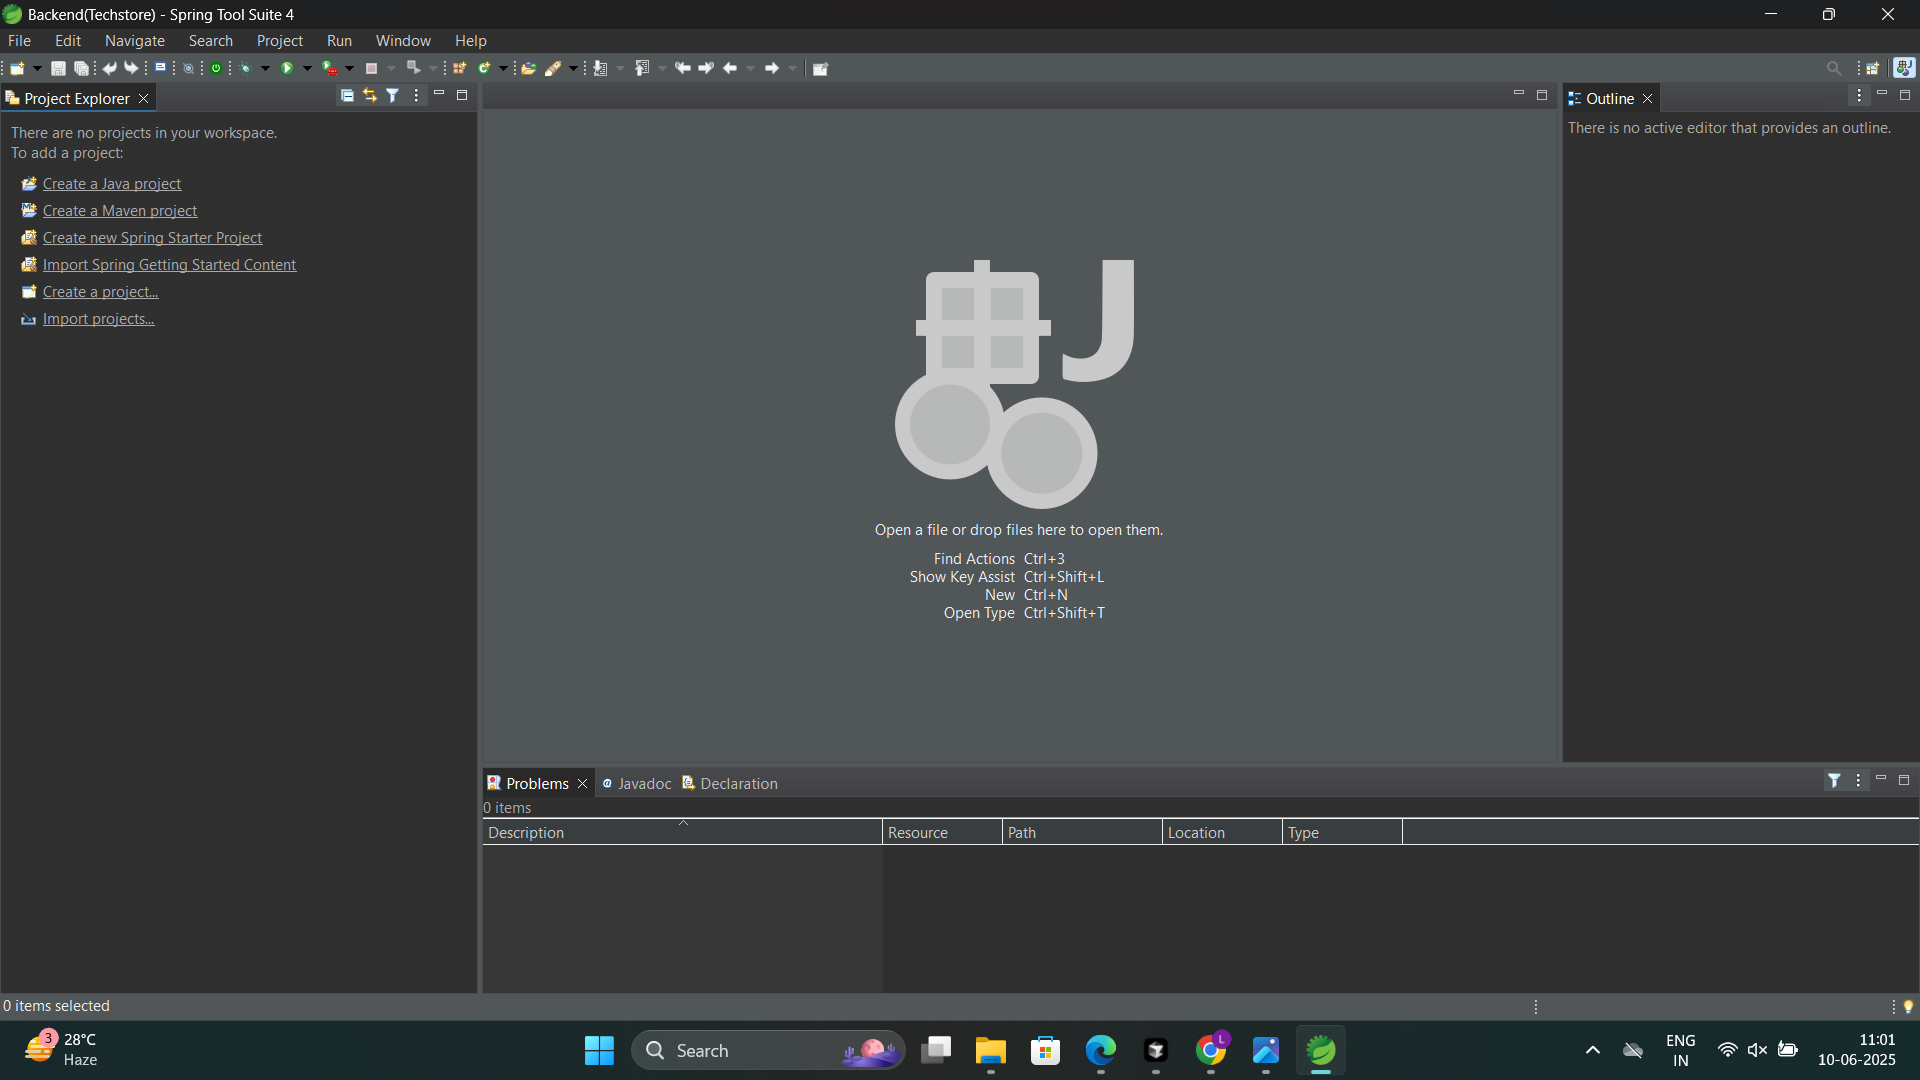 Backend(Techstore) - Spring Tool Suite 4
File Edit Navigate Search Project Run Window Help
Project Explorer
There are no projects in your workspace.
To add a project:
Create a Java project
Create a Maven project
Create new Spring Starter Project
Import Spring Getting Started Content
Create a project...
Import projects...
J
Open a file or drop files here to open them.
Find Actions Ctrl+3
Show Key Assist Ctrl+Shift+L
New Ctrl+N
Open Type Ctrl+Shift+T
Outline
There is no active editor that provides an outline.
Problems Javadoc Declaration
0 items
Description Resource Path Location Type
0 items selected
3
28°C
Haze
Search
L
ENG
IN
11:01
10-06-2025